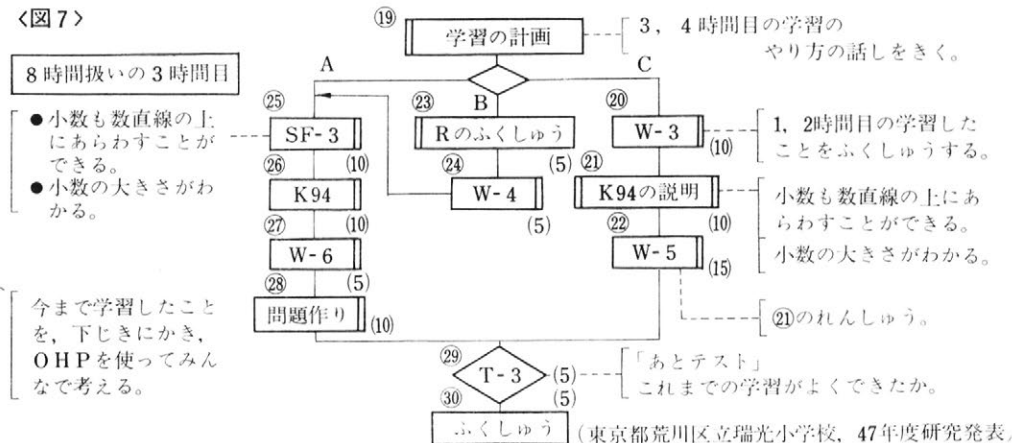 〈図7〉
8時間扱いの3時間目
⑲
学習の計画
3，4時間目の学習の
やり方の話しをきく。
A
B
C
㉕
SF-3
(10)
●小数も数直線の上
にあらわすことが
できる。
●小数の大きさがわ
かる。
㉖
K94
(10)
㉗
W-6
(5)
㉘
問題作り
(10)
今まで学習したこと
を，下じきにかき，
OHPを使ってみん
なで考える。
㉓
Rのふくしゅう
(5)
㉔
W-4
(5)
⑳
W-3
(10)
1，2時間目の学習した
ことをふくしゅうする。
㉑
K94の説明
(10)
小数も数直線の上にあ
らわすことができる。
小数の大きさがわかる。
㉒
W-5
(15)
㉑のれんしゅう。
㉙
T-3
(5)
(5)
「あとテスト」
これまでの学習がよくできたか。
㉚
ふくしゅう
(東京都荒川区立瑞光小学校，47年度研究発表)